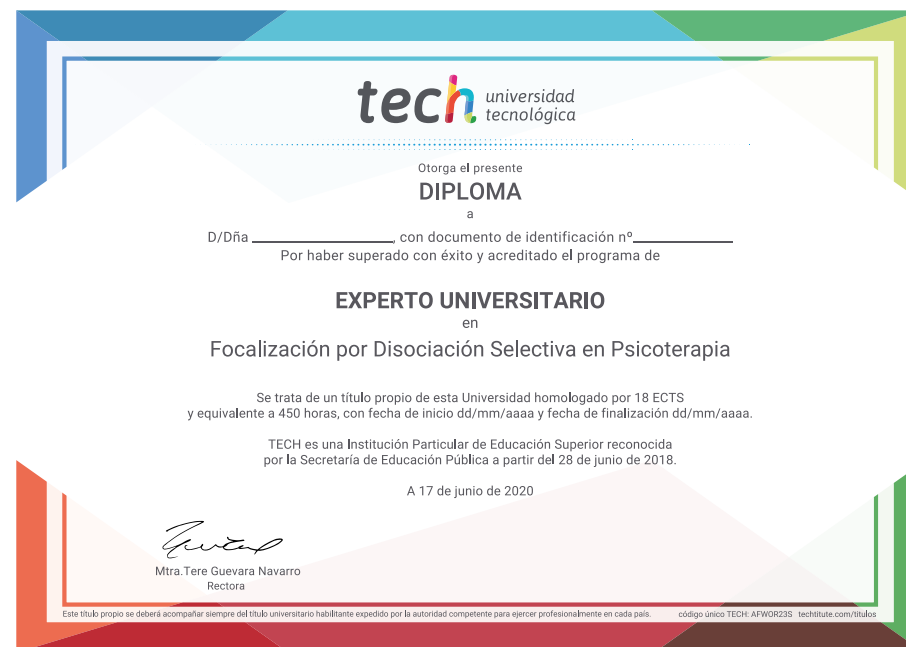 tech universidad
tecnológica
Otorga el presente
DIPLOMA
a
D/Dña ____________________, con documento de identificación nº______________
Por haber superado con éxito y acreditado el programa de
EXPERTO UNIVERSITARIO
en
Focalización por Disociación Selectiva en Psicoterapia
Se trata de un título propio de esta Universidad homologado por 18 ECTS
y equivalente a 450 horas, con fecha de inicio dd/mm/aaaa y fecha de finalización dd/mm/aaaa.
TECH es una Institución Particular de Educación Superior reconocida
por la Secretaría de Educación Pública a partir del 28 de junio de 2018.
A 17 de junio de 2020
Mtra.Tere Guevara Navarro
Rectora
Este título propio se deberá acompañar siempre del título universitario habilitante expedido por la autoridad competente para ejercer profesionalmente en cada país. código único TECH: AFWOR23S techtitute.com/titulos